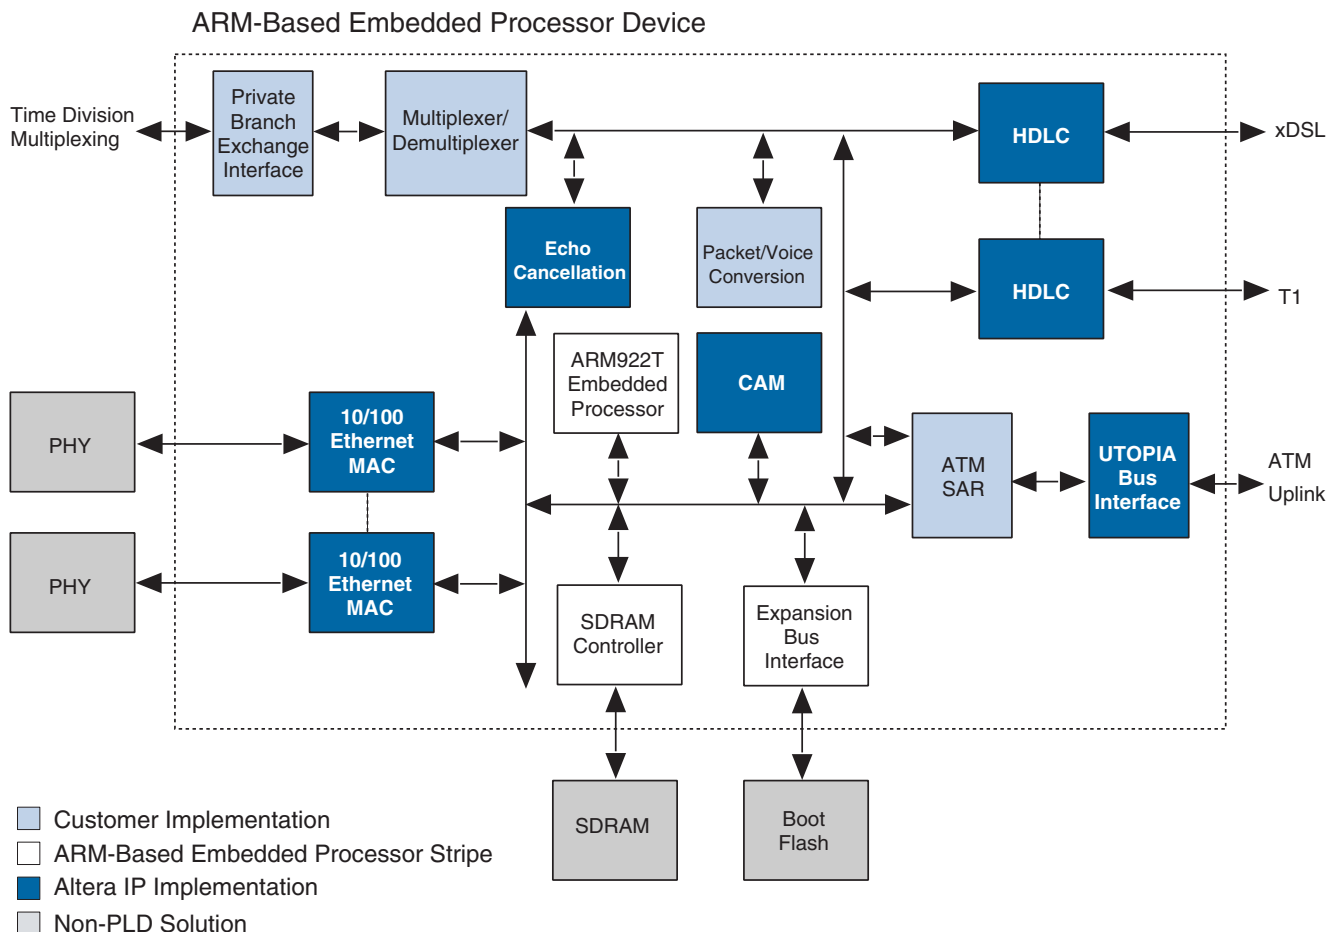 ARM-Based Embedded Processor Device
Time Division
Multiplexing
Private
Branch
Exchange
Interface
Multiplexer/
Demultiplexer
HDLC
xDSL
Echo
Cancellation
Packet/Voice
Conversion
HDLC
T1
ARM922T
Embedded
Processor
CAM
PHY
10/100
Ethernet
MAC
ATM
SAR
UTOPIA
Bus
Interface
ATM
Uplink
PHY
10/100
Ethernet
MAC
SDRAM
Controller
Expansion
Bus
Interface
SDRAM
Boot
Flash
Customer Implementation
ARM-Based Embedded Processor Stripe
Altera IP Implementation
Non-PLD Solution